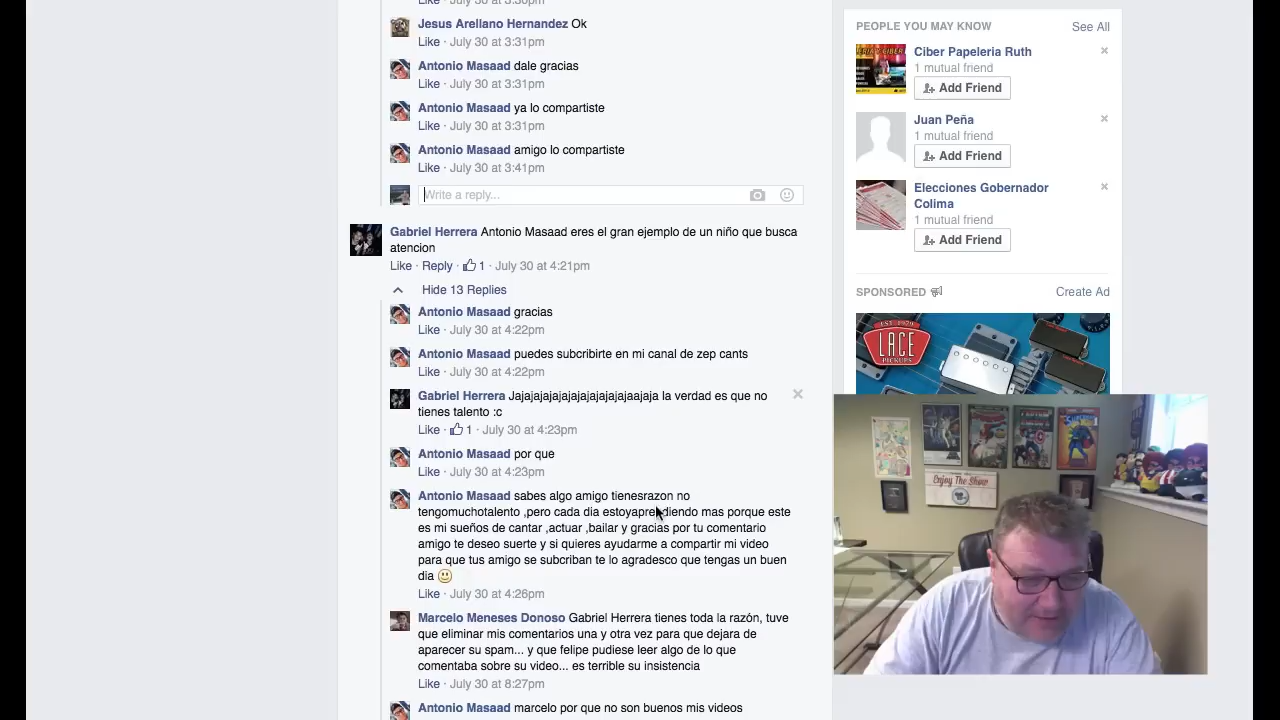 Jesus Arellano Hernandez Ok
Like · July 30 at 3:31pm
Antonio Masaad dale gracias
Like · July 30 at 3:31pm
Antonio Masaad ya lo compartiste
Like · July 30 at 3:31pm
Antonio Masaad amigo lo compartiste
Like · July 30 at 3:41pm
Write a reply...
Gabriel Herrera Antonio Masaad eres el gran ejemplo de un niño que busca
atencion
Like · Reply · 1 · July 30 at 4:21pm
Hide 13 Replies
Antonio Masaad gracias
Like · July 30 at 4:22pm
Antonio Masaad puedes subcribirte en mi canal de zep cants
Like · July 30 at 4:22pm
Gabriel Herrera Jajajajajajajajajajajajaajaja la verdad es que no
tienes talento :c
Like · 1 · July 30 at 4:23pm
Antonio Masaad por que
Like · July 30 at 4:23pm
Antonio Masaad sabes algo amigo tienesrazon no
tengomuchotalento ,pero cada dia estoyaprendiendo mas porque este
es mi sueños de cantar ,actuar ,bailar y gracias por tu comentario
amigo te deseo suerte y si quieres ayudarme a compartir mi video
para que tus amigo se subcriban te lo agradesco que tengas un buen
dia
Like · July 30 at 4:26pm
Marcelo Meneses Donoso Gabriel Herrera tienes toda la razón, tuve
que eliminar mis comentarios una y otra vez para que dejara de
aparecer su spam... y que felipe pudiese leer algo de lo que
comentaba sobre su video... es terrible su insistencia
Like · July 30 at 8:27pm
Antonio Masaad marcelo por que no son buenos mis videos
PEOPLE YOU MAY KNOW See All
Ciber Papeleria Ruth
1 mutual friend
Add Friend
Juan Peña
1 mutual friend
Add Friend
Elecciones Gobernador
Colima
1 mutual friend
Add Friend
SPONSORED Create Ad
EST. 1979
LACE
PICKUPS
Enjoy The Show